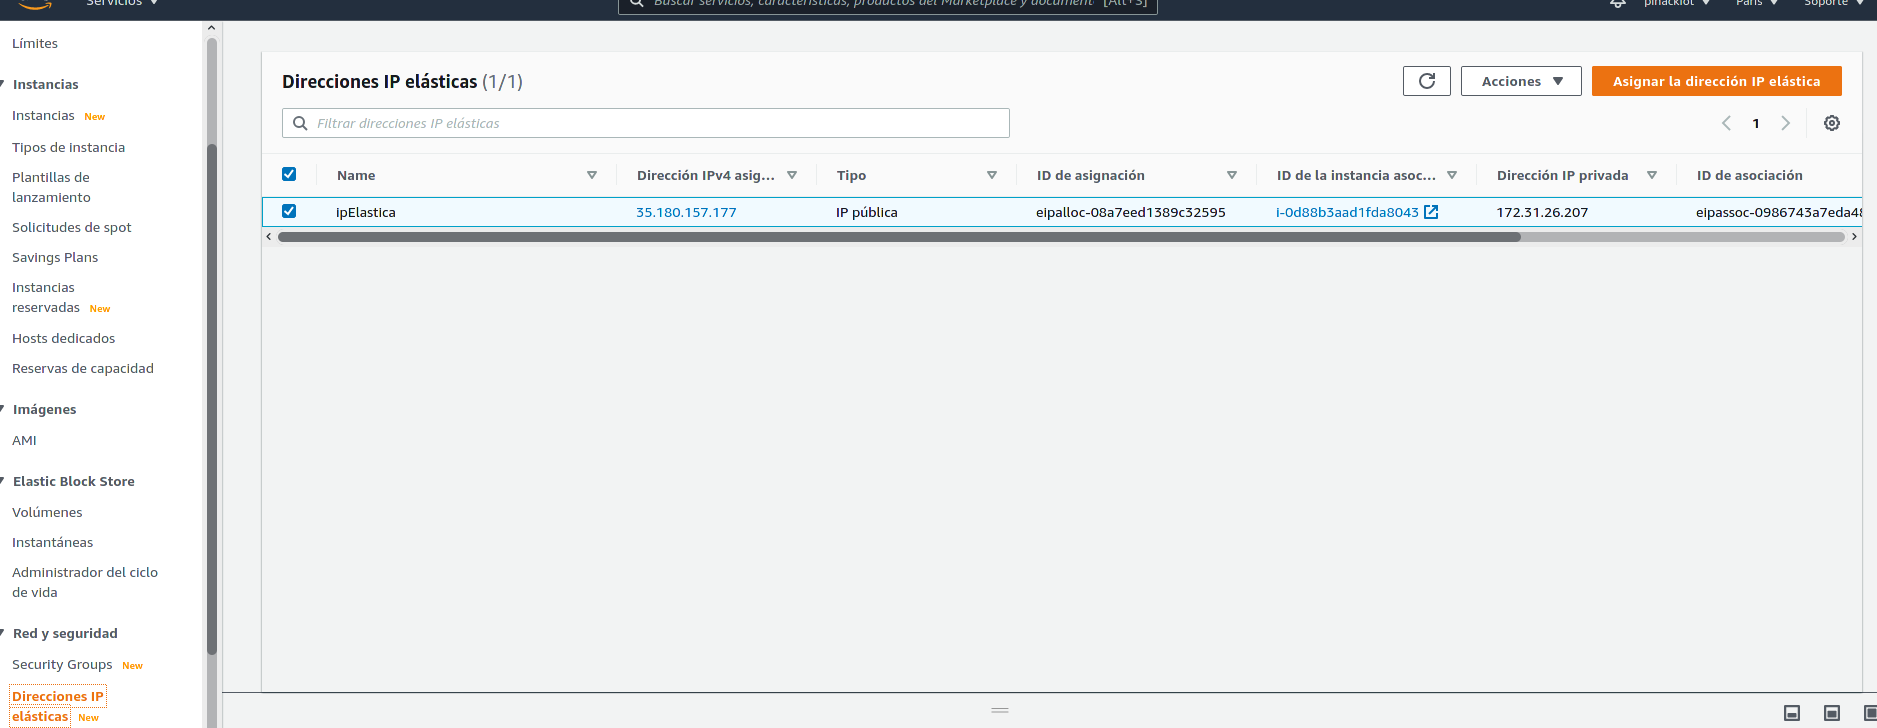 Servicios
Buscar servicios, características, productos del Marketplace y document [Alt+S]
pinacklot
París
Soporte
Límites
Instancias
Instancias New
Tipos de instancia
Plantillas de
lanzamiento
Solicitudes de spot
Savings Plans
Instancias
reservadas New
Hosts dedicados
Reservas de capacidad
Imágenes
AMI
Elastic Block Store
Volúmenes
Instantáneas
Administrador del ciclo
de vida
Red y seguridad
Security Groups New
Direcciones IP
elásticas New
Direcciones IP elásticas (1/1)
Acciones
Asignar la dirección IP elástica
Filtrar direcciones IP elásticas
1
Name Dirección IPv4 asig... Tipo ID de asignación ID de la instancia asoc... Dirección IP privada ID de asociación
ipElastica 35.180.157.177 IP pública eipalloc-08a7eed1389c32595 i-0d88b3aad1fda8043 172.31.26.207 eipassoc-0986743a7eda48